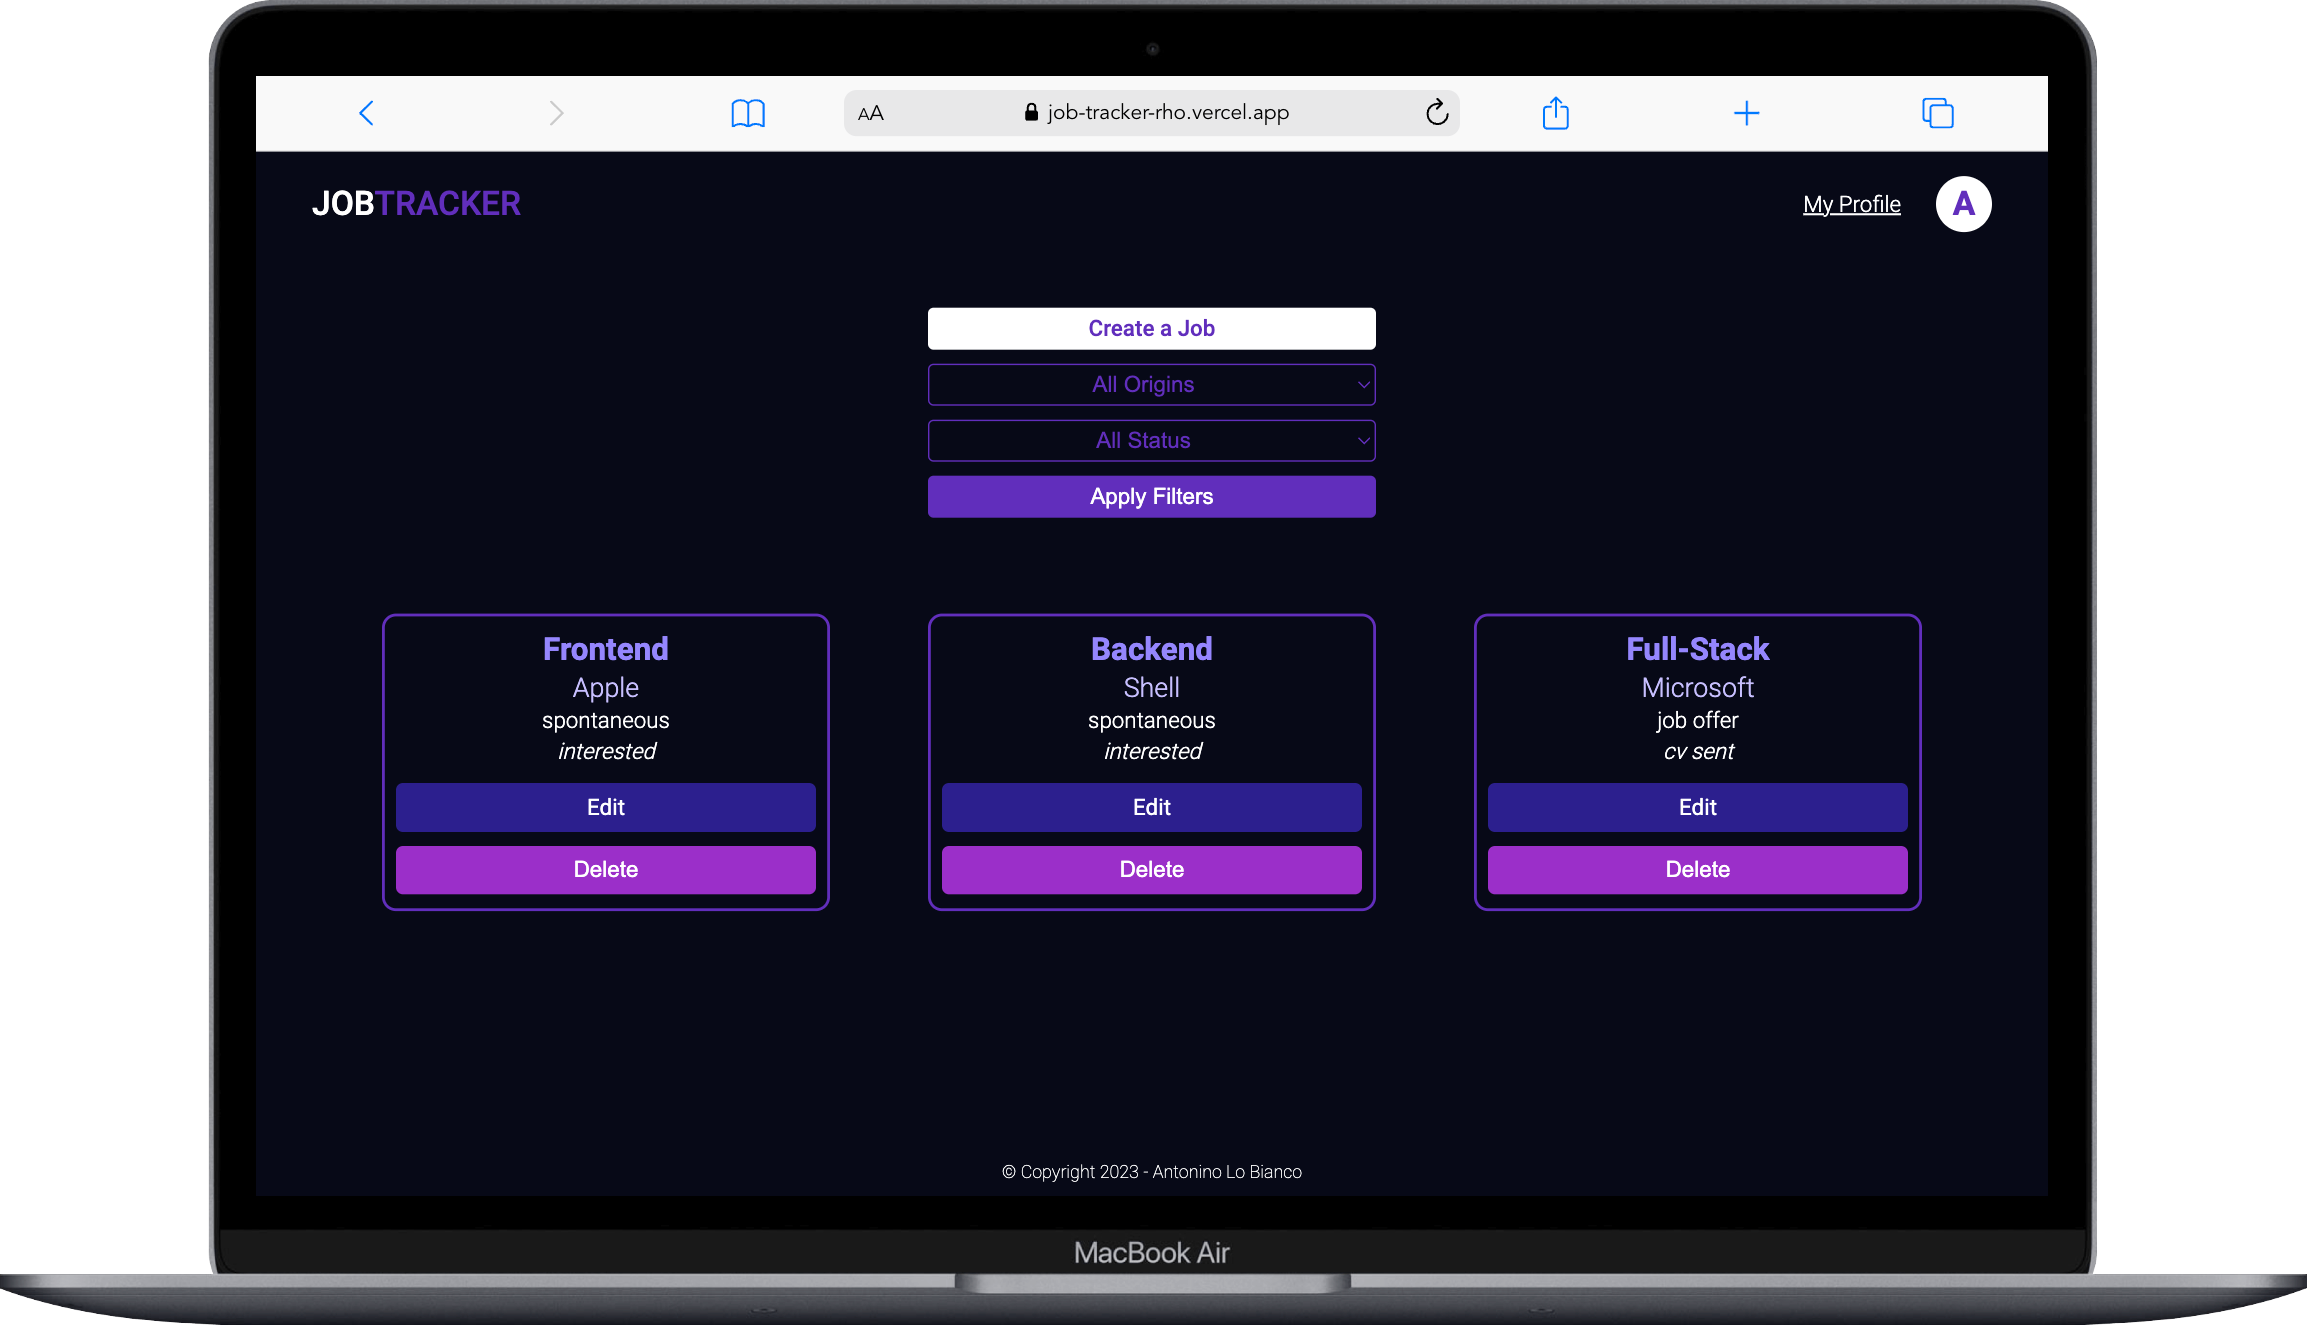 AA
job-tracker-rho.vercel.app
JOBTRACKER
My Profile
A
Create a Job
All Origins
All Status
Apply Filters
Frontend
Apple
spontaneous
interested
Edit
Delete
Backend
Shell
spontaneous
interested
Edit
Delete
Full-Stack
Microsoft
job offer
cv sent
Edit
Delete
© Copyright 2023 - Antonino Lo Bianco
MacBook Air